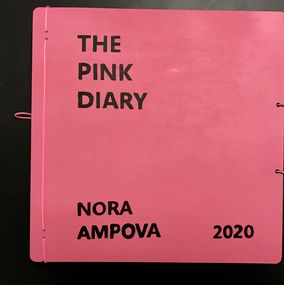 THE
PINK
DIARY
NORA
AMPOVA 2020